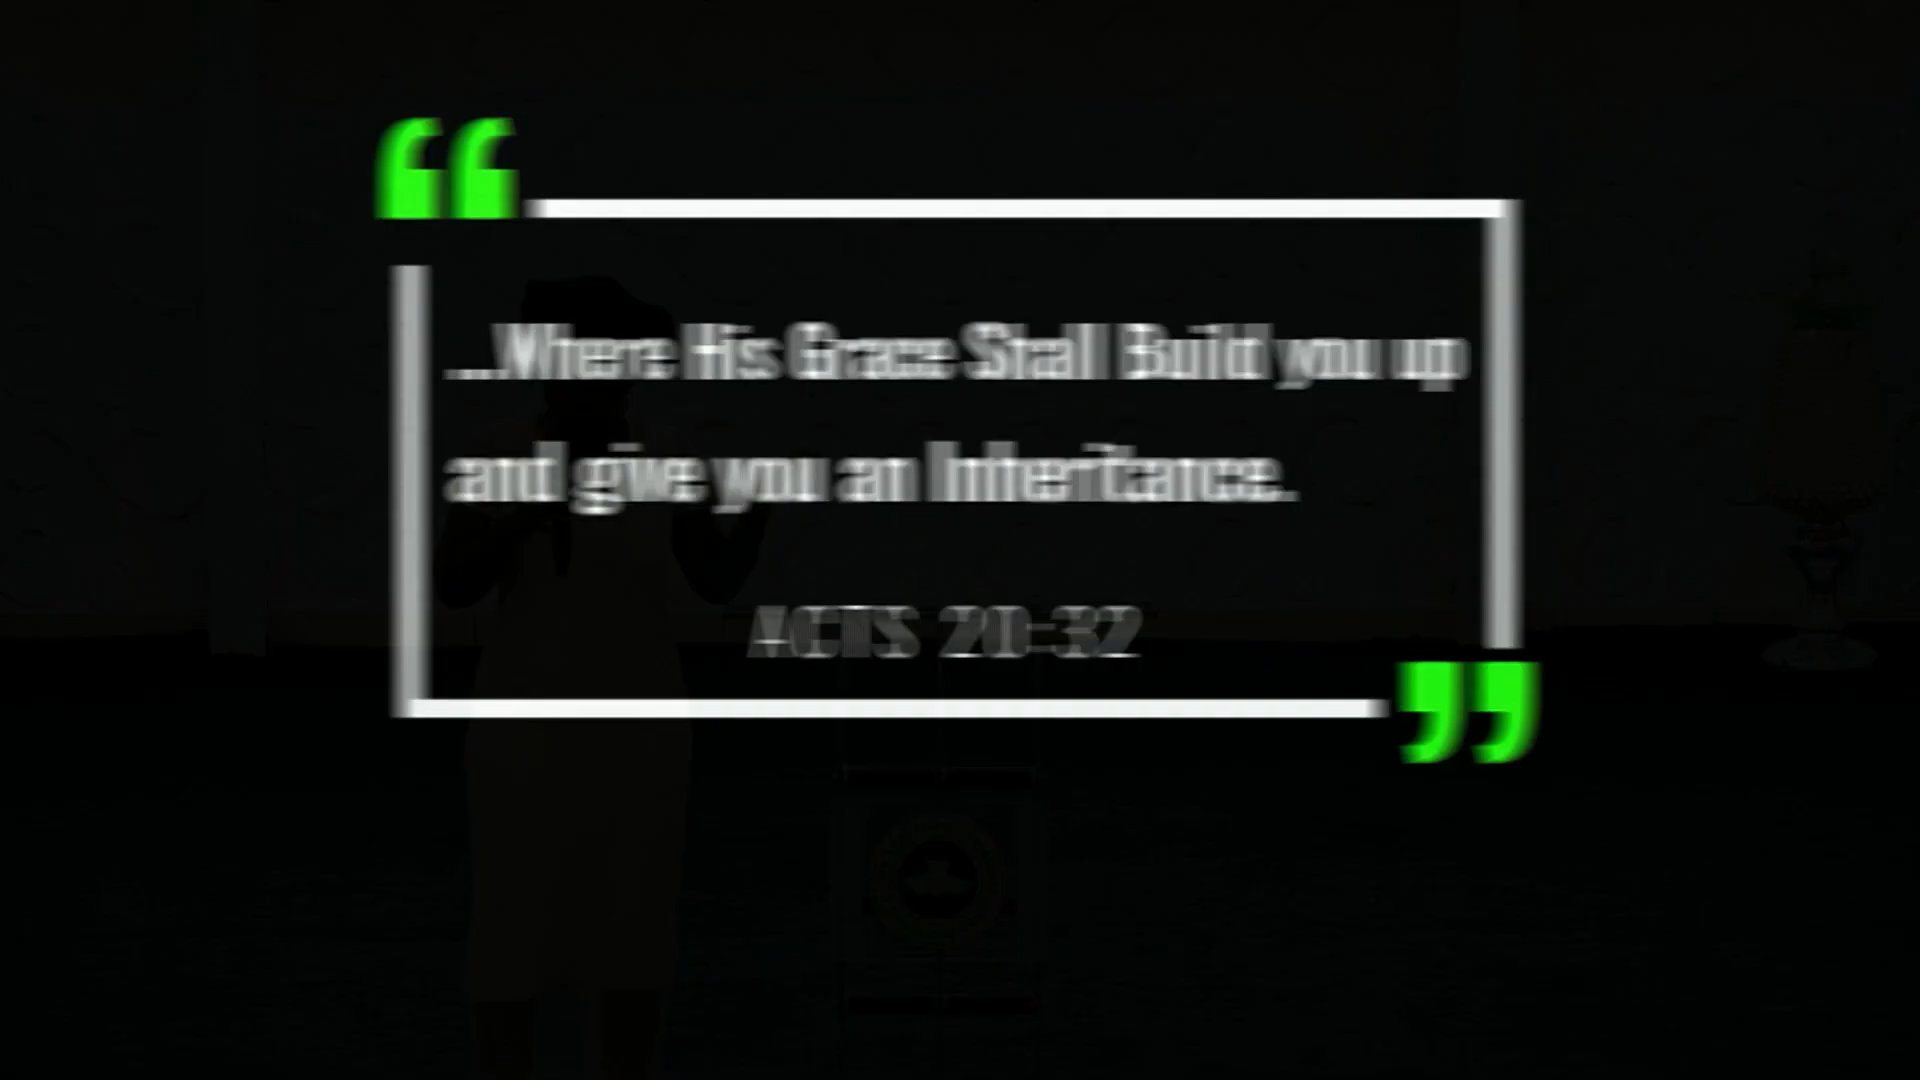 ...Where His Grace Shall Build you up
and give you an Inheritance.
ACTS 20:32